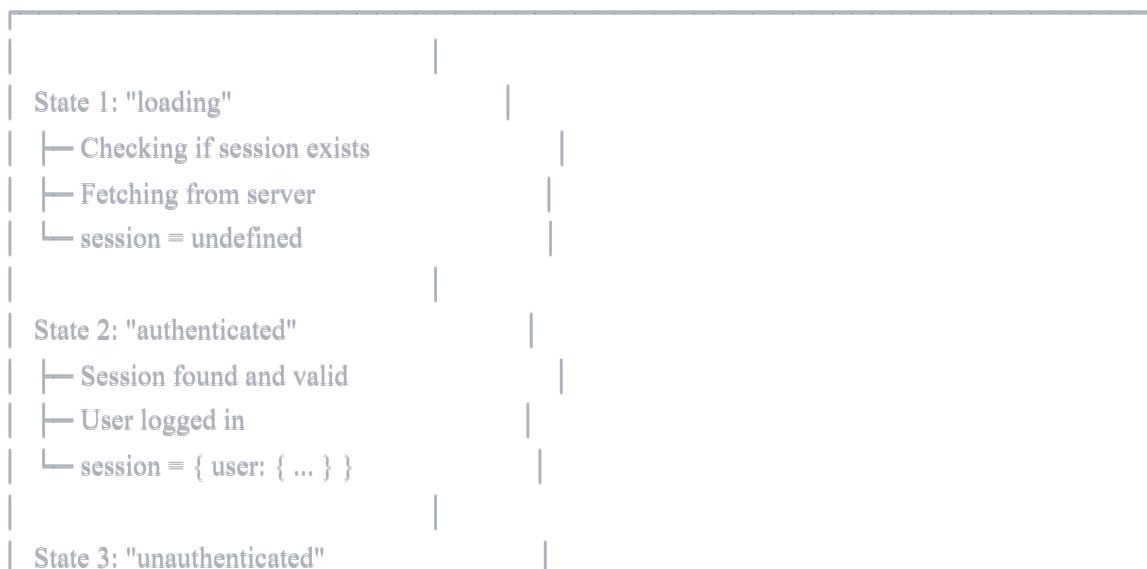 State 1: "loading"
├─ Checking if session exists
├─ Fetching from server
└─ session = undefined
State 2: "authenticated"
├─ Session found and valid
├─ User logged in
└─ session = { user: { ... } }
State 3: "unauthenticated"